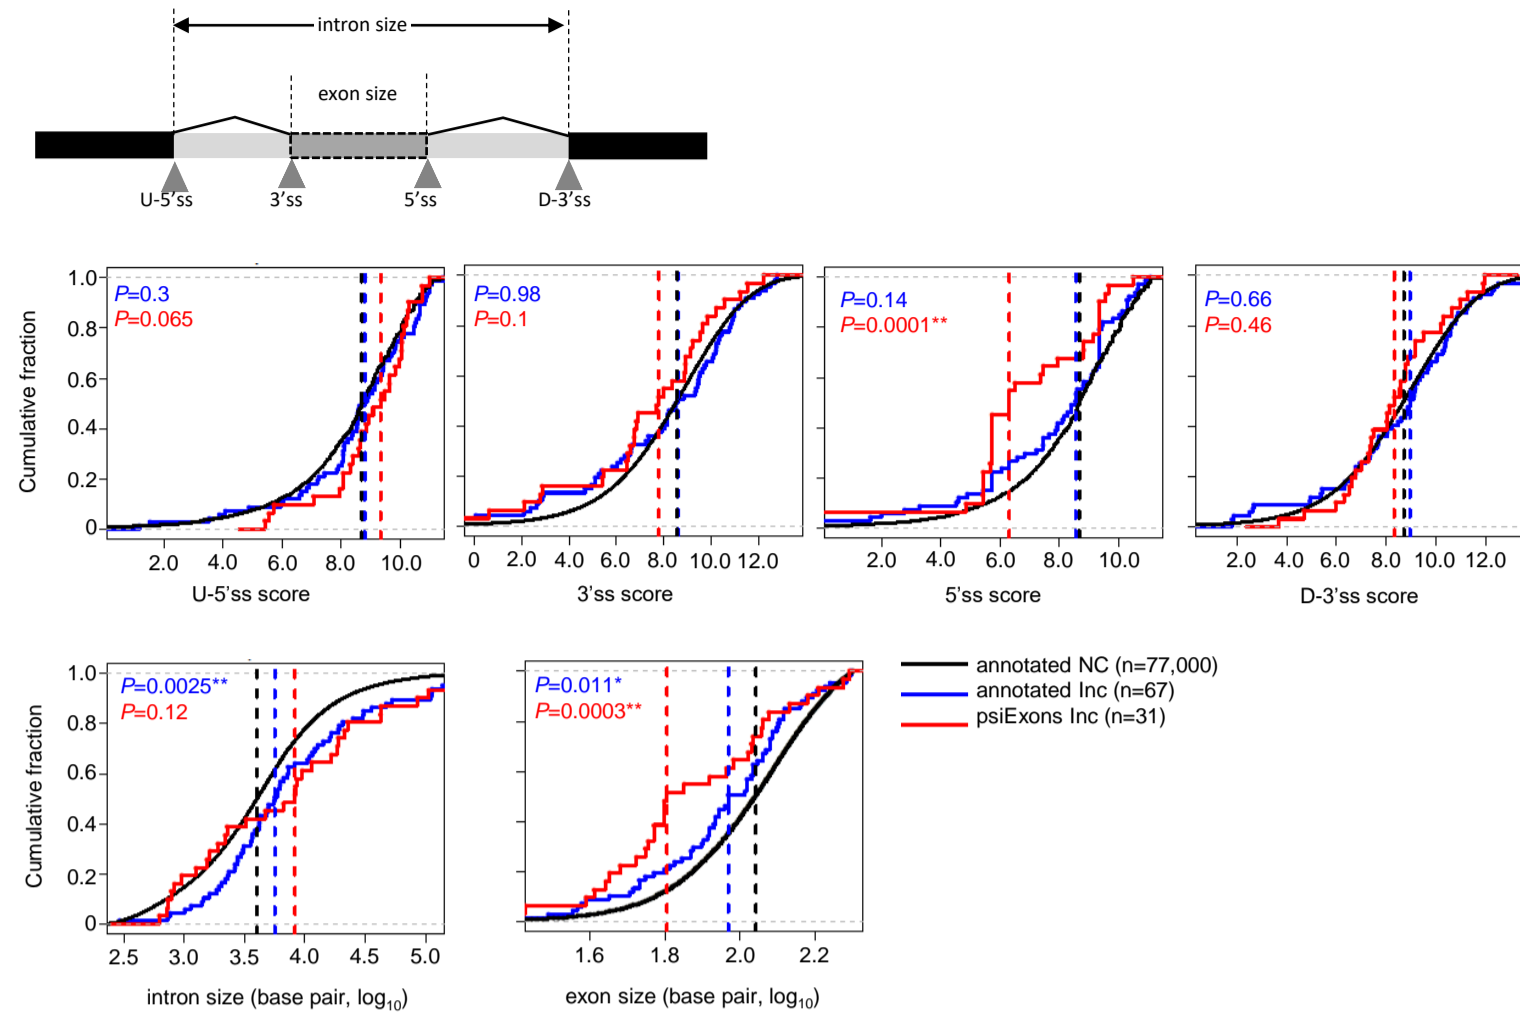 intron size
exon size
U-5'ss 3'ss 5'ss D-3'ss
Cumulative fraction
1.0
0.8
0.6
0.4
0.2
0
P=0.3
P=0.065
2.0 4.0 6.0 8.0 10.0
U-5'ss score
P=0.98
P=0.1
0 2.0 4.0 6.0 8.0 10.0 12.0
3'ss score
P=0.14
P=0.0001**
2.0 4.0 6.0 8.0 10.0
5'ss score
P=0.66
P=0.46
2.0 4.0 6.0 8.0 10.0 12.0
D-3'ss score
Cumulative fraction
1.0
0.8
0.6
0.4
0.2
0
P=0.0025**
P=0.12
2.5 3.0 3.5 4.0 4.5 5.0
intron size (base pair, log10)
P=0.011*
P=0.0003**
1.6 1.8 2.0 2.2
exon size (base pair, log10)
annotated NC (n=77,000)
annotated Inc (n=67)
psiExons Inc (n=31)